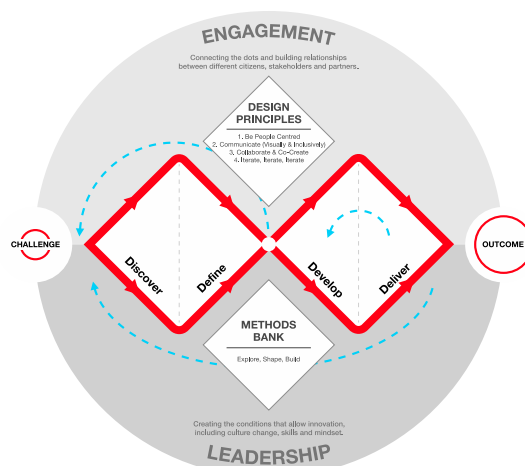 ENGAGEMENT
Connecting the dots and building relationships
between different citizens, stakeholders and partners.
DESIGN
PRINCIPLES
1. Be People Centred
2. Communicate (Visually & Inclusively)
3. Collaborate & Co-Create
4. Iterate, Iterate, Iterate
CHALLENGE
OUTCOME
Discover
Define
Develop
Deliver
METHODS
BANK
Explore, Shape, Build
Creating the conditions that allow innovation,
including culture change, skills and mindset.
LEADERSHIP